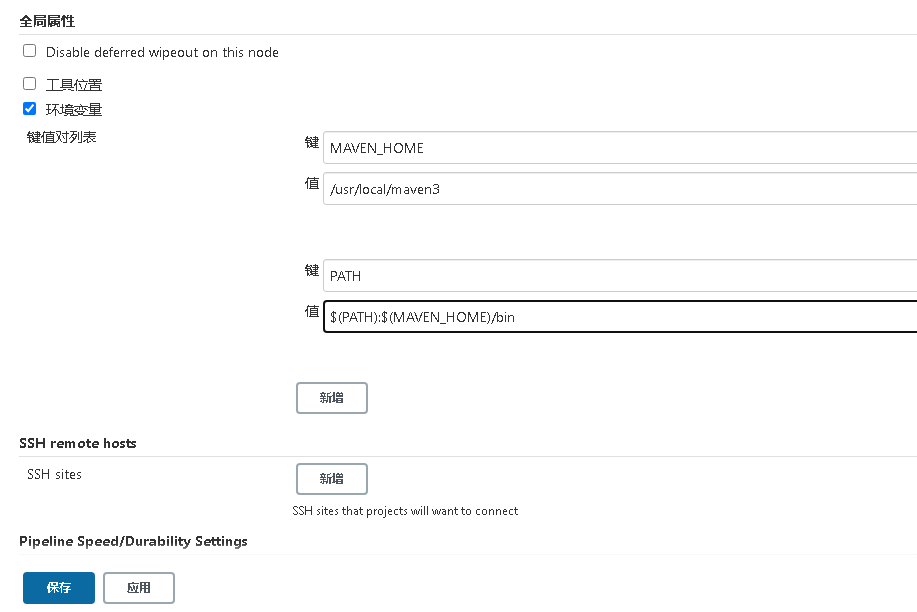 全局属性
Disable deferred wipeout on this node
工具位置
环境变量
键值对列表
键
MAVEN_HOME
值
/usr/local/maven3
键
PATH
值
$(PATH):$(MAVEN_HOME)/bin
新增
SSH remote hosts
SSH sites
新增
SSH sites that projects will want to connect
Pipeline Speed/Durability Settings
保存
应用